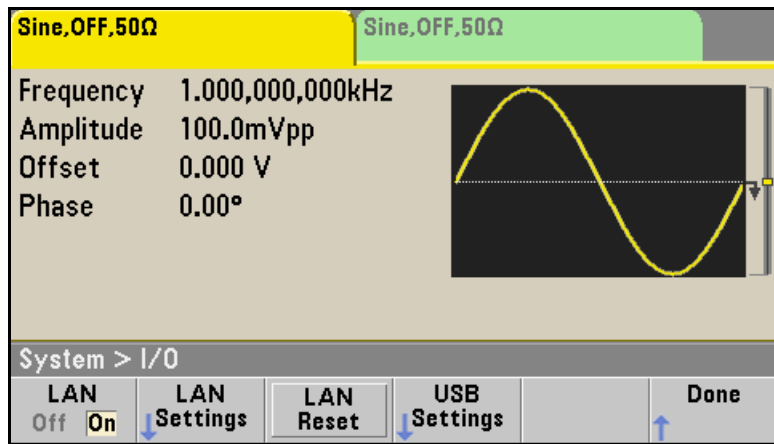 Sine,OFF,50Ω
Sine,OFF,50Ω
Frequency 1.000,000,000kHz
Amplitude 100.0mVpp
Offset 0.000 V
Phase 0.00°
System > I/O
LAN
Off On
LAN
Settings
LAN
Reset
USB
Settings
Done